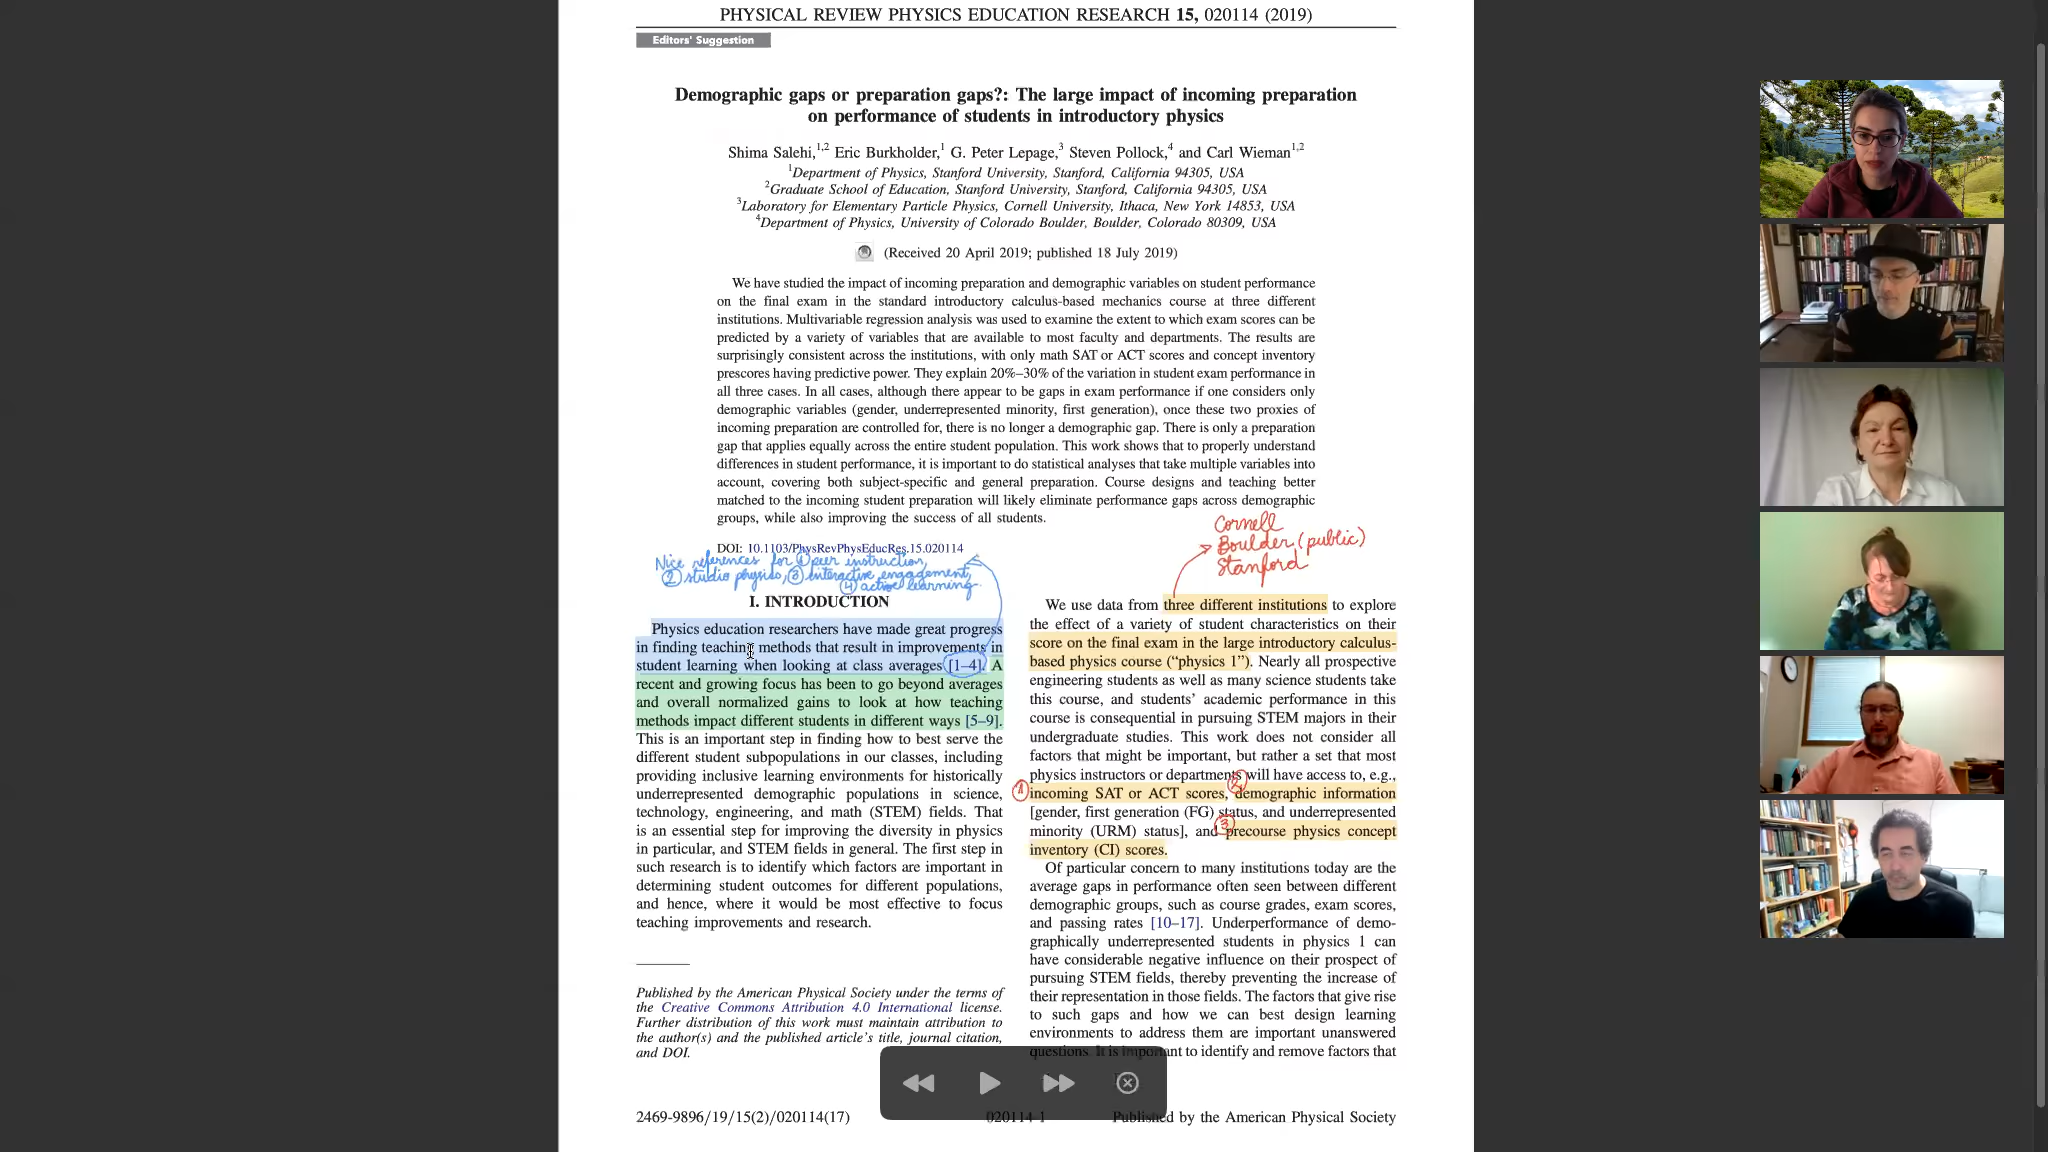 PHYSICAL REVIEW PHYSICS EDUCATION RESEARCH 15, 020114 (2019)
Editors' Suggestion
Demographic gaps or preparation gaps?: The large impact of incoming preparation
on performance of students in introductory physics
Shima Salehi,1,2 Eric Burkholder,1 G. Peter Lepage,3 Steven Pollock,4 and Carl Wieman1,2
1Department of Physics, Stanford University, Stanford, California 94305, USA
2Graduate School of Education, Stanford University, Stanford, California 94305, USA
3Laboratory for Elementary Particle Physics, Cornell University, Ithaca, New York 14853, USA
4Department of Physics, University of Colorado Boulder, Boulder, Colorado 80309, USA
(Received 20 April 2019; published 18 July 2019)
We have studied the impact of incoming preparation and demographic variables on student performance
on the final exam in the standard introductory calculus-based mechanics course at three different
institutions. Multivariable regression analysis was used to examine the extent to which exam scores can be
predicted by a variety of variables that are available to most faculty and departments. The results are
surprisingly consistent across the institutions, with only math SAT or ACT scores and concept inventory
prescores having predictive power. They explain 20%–30% of the variation in student exam performance in
all three cases. In all cases, although there appear to be gaps in exam performance if one considers only
demographic variables (gender, underrepresented minority, first generation), once these two proxies of
incoming preparation are controlled for, there is no longer a demographic gap. There is only a preparation
gap that applies equally across the entire student population. This work shows that to properly understand
differences in student performance, it is important to do statistical analyses that take multiple variables into
account, covering both subject-specific and general preparation. Course designs and teaching better
matched to the incoming student preparation will likely eliminate performance gaps across demographic
groups, while also improving the success of all students.
DOI: 10.1103/PhysRevPhysEducRes.15.020114
Nice references for ① peer instruction,
② studio physics, ③ interactive engagement,
④ active learning.
I. INTRODUCTION
Physics education researchers have made great progress
in finding teaching methods that result in improvements in
student learning when looking at class averages [1–4]. A
recent and growing focus has been to go beyond averages
and overall normalized gains to look at how teaching
methods impact different students in different ways [5–9].
This is an important step in finding how to best serve the
different student subpopulations in our classes, including
providing inclusive learning environments for historically
underrepresented demographic populations in science,
technology, engineering, and math (STEM) fields. That
is an essential step for improving the diversity in physics
in particular, and STEM fields in general. The first step in
such research is to identify which factors are important in
determining student outcomes for different populations,
and hence, where it would be most effective to focus
teaching improvements and research.
Published by the American Physical Society under the terms of
the Creative Commons Attribution 4.0 International license.
Further distribution of this work must maintain attribution to
the author(s) and the published article's title, journal citation,
and DOI.
Cornell
Boulder (public)
Stanford
We use data from three different institutions to explore
the effect of a variety of student characteristics on their
score on the final exam in the large introductory calculus-
based physics course (“physics 1”). Nearly all prospective
engineering students as well as many science students take
this course, and students’ academic performance in this
course is consequential in pursuing STEM majors in their
undergraduate studies. This work does not consider all
factors that might be important, but rather a set that most
physics instructors or departments will have access to, e.g.,
① incoming SAT or ACT scores, ② demographic information
[gender, first generation (FG) status, and underrepresented
minority (URM) status], and ③ precourse physics concept
inventory (CI) scores.
Of particular concern to many institutions today are the
average gaps in performance often seen between different
demographic groups, such as course grades, exam scores,
and passing rates [10–17]. Underperformance of demo-
graphically underrepresented students in physics 1 can
have considerable negative influence on their prospect of
pursuing STEM fields, thereby preventing the increase of
their representation in those fields. The factors that give rise
to such gaps and how we can best design learning
environments to address them are important unanswered
questions. It is important to identify and remove factors that
2469-9896/19/15(2)/020114(17)
020114-1
Published by the American Physical Society